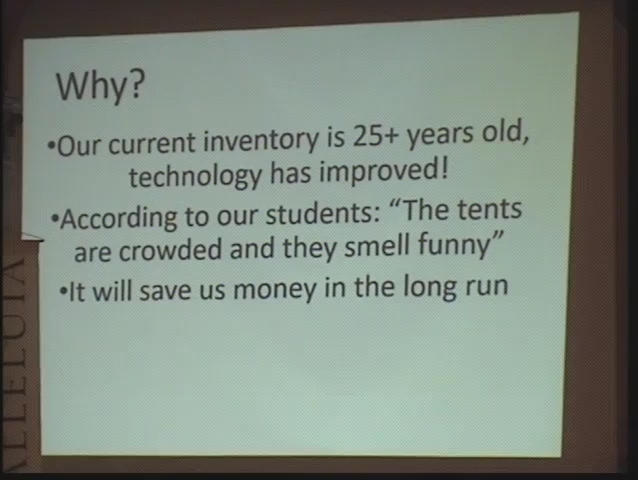 Why?
•Our current inventory is 25+ years old,
technology has improved!
•According to our students: “The tents
are crowded and they smell funny”
•It will save us money in the long run
ALLELUIA